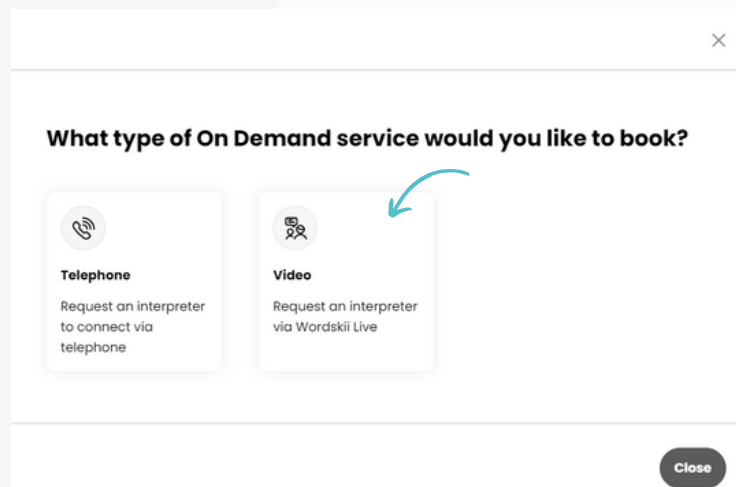 What type of On Demand service would you like to book?
Telephone
Request an interpreter
to connect via
telephone
Video
Request an interpreter
via Wordskii Live
Close